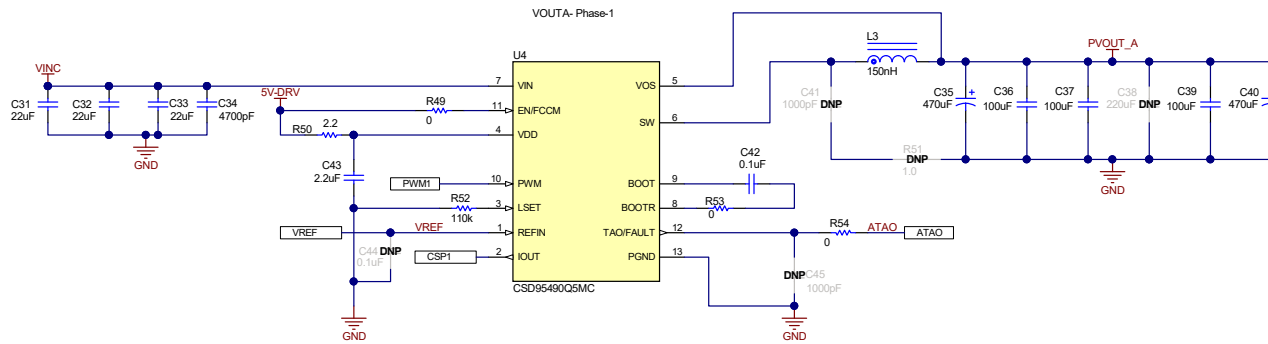 VOUTA- Phase-1
U4
VINC
C31
22uF
C32
22uF
C33
22uF
C34
4700pF
GND
5V-DRV
R49
0
R50
2.2
C43
2.2uF
PWM1
R52
110k
VREF
VREF
C44
DNP
0.1uF
CSP1
GND
7
VIN
11
EN/FCCM
4
VDD
10
PWM
3
LSET
1
REFIN
2
IOUT
VOS
5
SW
6
BOOT
9
BOOTR
8
TAO/FAULT
12
PGND
13
CSD95490Q5MC
L3
150nH
C41
1000pF
DNP
R51
DNP
1.0
C42
0.1uF
R53
0
R54
0
ATAO
ATAO
DNP
C45
1000pF
GND
PVOUT_A
C35
470uF
+
C36
100uF
C37
100uF
C38
220uF
DNP
C39
100uF
C40
470uF
GND